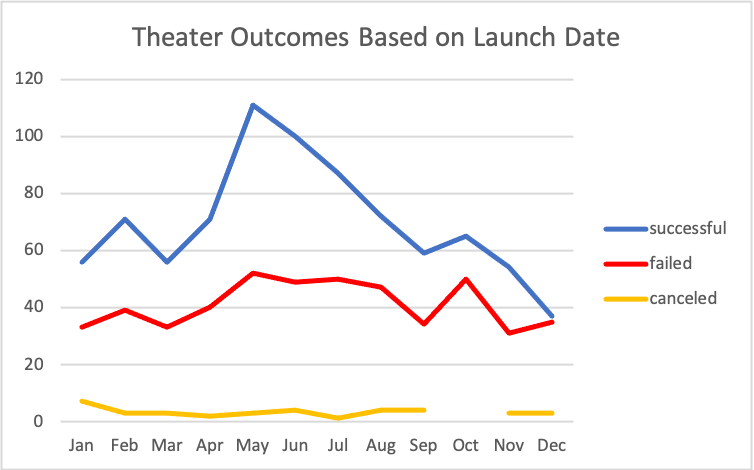 Theater Outcomes Based on Launch Date
120
100
80
60
40
20
0
Jan Feb Mar Apr May Jun Jul Aug Sep Oct Nov Dec
successful
failed
canceled